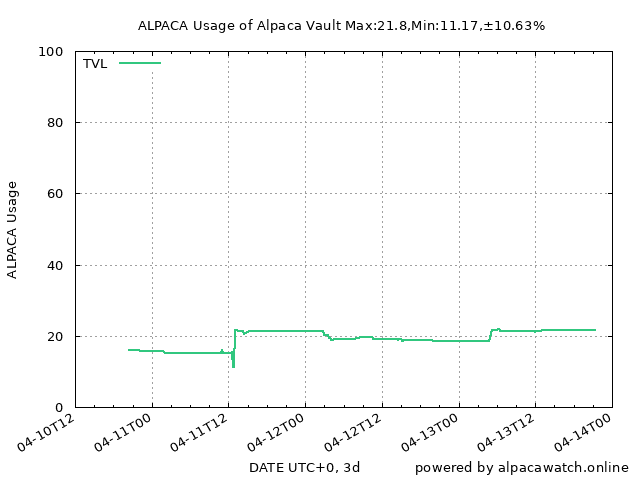 ALPACA Usage of Alpaca Vault Max:21.8,Min:11.17,±10.63%
100
TVL
80
60
40
20
0
ALPACA Usage
04-10T12
04-11T00
04-11T12
04-12T00
04-12T12
04-13T00
04-13T12
04-14T00
DATE UTC+0, 3d
powered by alpacawatch.online